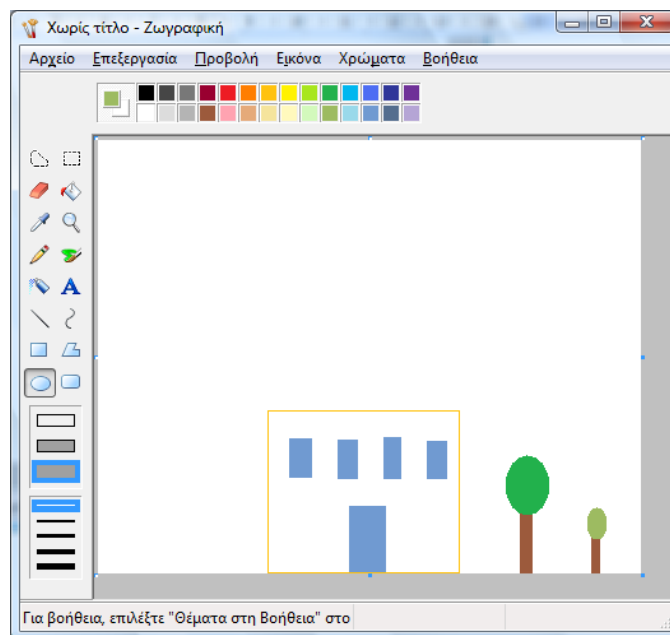 Χωρίς τίτλο - Ζωγραφική
Αρχείο Επεξεργασία Προβολή Εικόνα Χρώματα Βοήθεια
A
Για βοήθεια, επιλέξτε "Θέματα στη Βοήθεια" στο